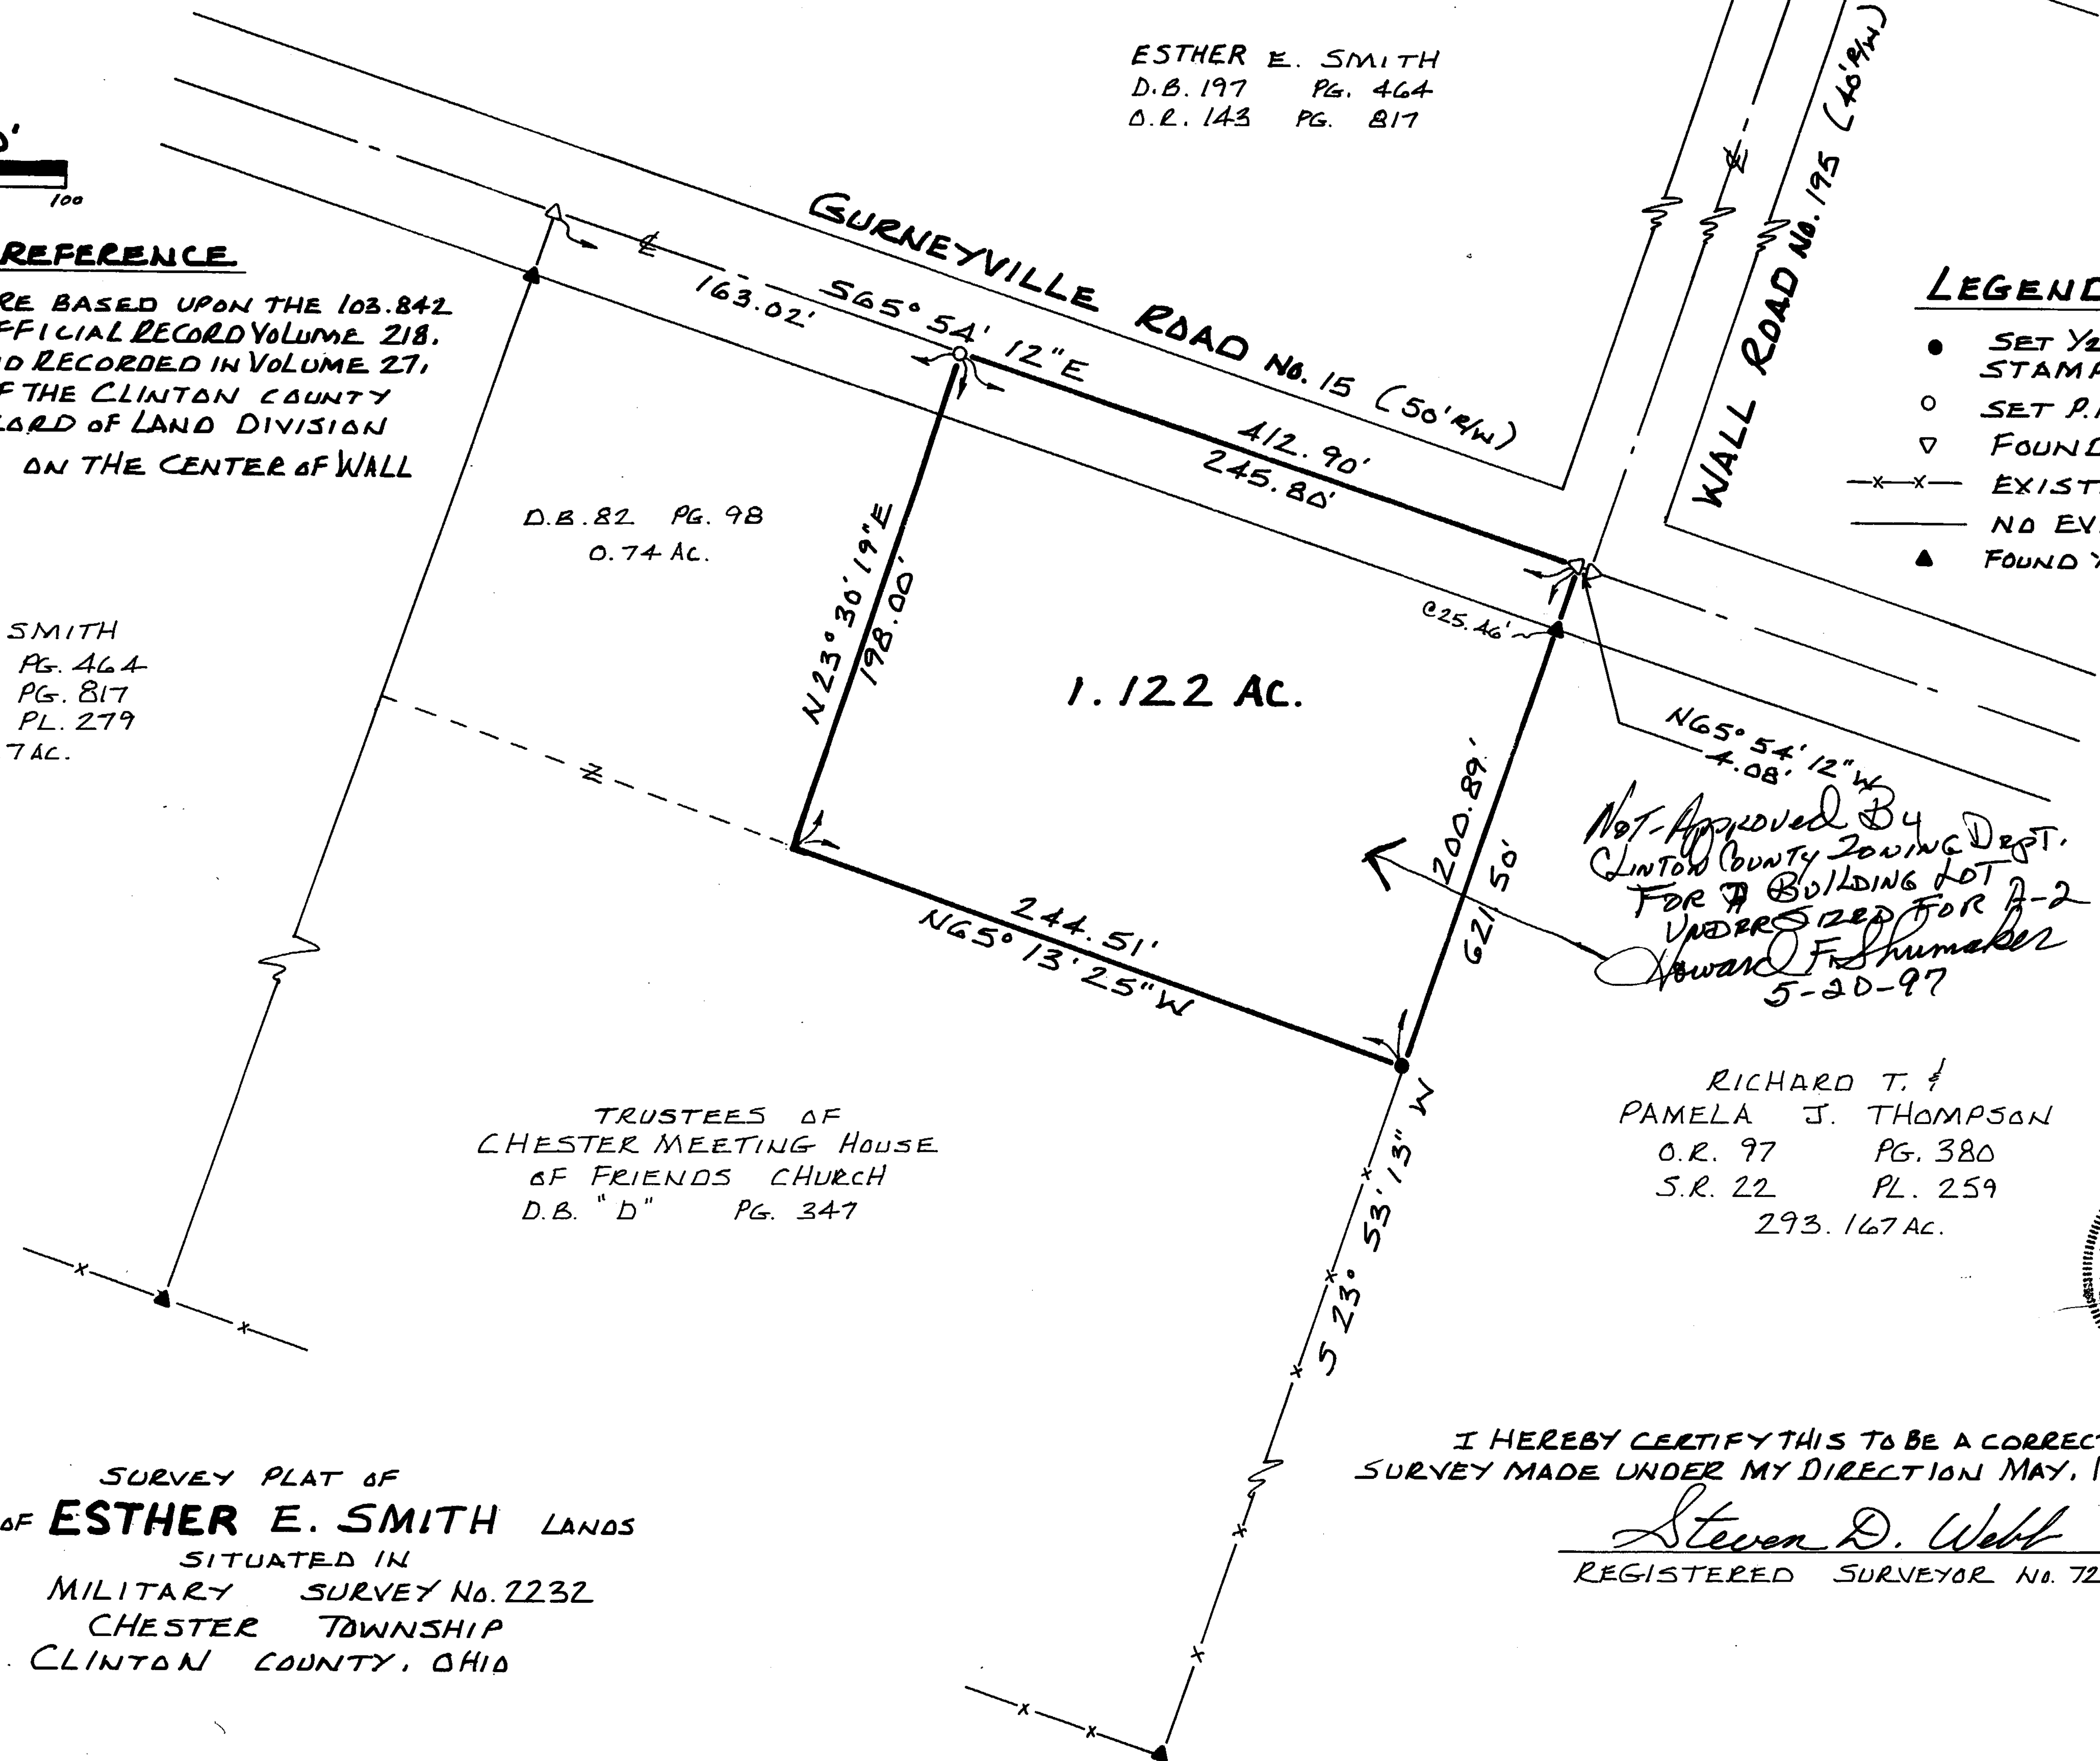 ESTHER E. SMITH
D.B. 197 PG. 464
O.R. 143 PG. 817
100
REFERENCE
RE BASED UPON THE 103.842
FFICIAL RECORD VOLUME 218,
D RECORDED IN VOLUME 27,
F THE CLINTON COUNTY
CORD OF LAND DIVISION
ON THE CENTER OF WALL
GURNEYVILLE ROAD No. 15 (50' R/W)
WALL ROAD No. 195 (40' R/W)
163.02'
S65° 54' 12"E
412.90'
245.80'
LEGEND
SET 1/2
STAMP
SET P.
FOUND
EXIST
NO EV
FOUND
D.B. 82 PG. 98
0.74 AC.
N23° 30' 19"E
198.00'
@25.46'
SMITH
PG. 464
PG. 817
PL. 279
7 AC.
1.122 AC.
N65° 54' 12" W
4.08'
200.89'
621.50'
Not-Approved By
Clinton County Zoning Dept.
For A Building Lot
Undersized For A-2
Howard F. Shumaker
5-20-97
244.51'
N65° 13' 25" W
S 23° 53' 13" W
TRUSTEES OF
CHESTER MEETING HOUSE
OF FRIENDS CHURCH
D.B. "D" PG. 347
RICHARD T. &
PAMELA J. THOMPSON
O.R. 97 PG. 380
S.R. 22 PL. 259
293.167 AC.
SURVEY PLAT OF
OF ESTHER E. SMITH LANDS
SITUATED IN
MILITARY SURVEY No. 2232
CHESTER TOWNSHIP
CLINTON COUNTY, OHIO
I HEREBY CERTIFY THIS TO BE A CORRECT
SURVEY MADE UNDER MY DIRECTION MAY, 1
Steven D. Webb
REGISTERED SURVEYOR No. 72